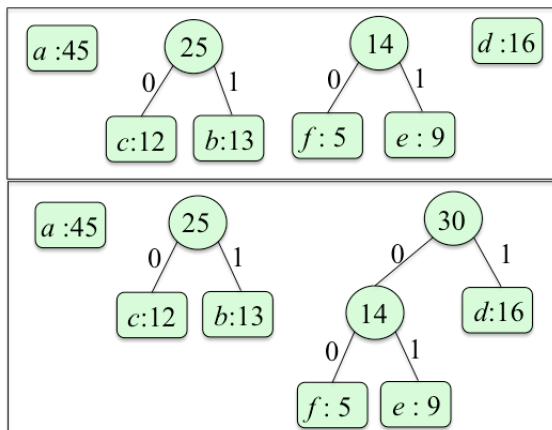 a :45 25 14 d:16
0 1 0 1
c:12 b:13 f : 5 e : 9
a :45 25 30
0 1 0 1
c:12 b:13 14 d:16
0 1
f : 5 e : 9